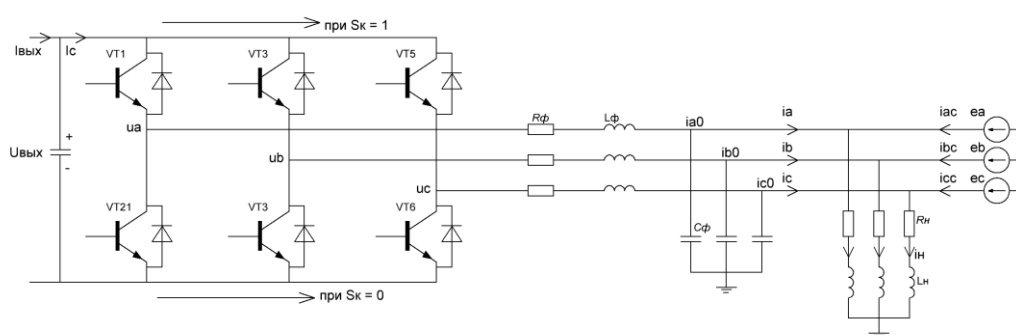 при Sк = 1
Iвых
Ic
VT1
VT3
VT5
Rф
Lф
ia0
ia
iac
ea
ua
+
Uвых
-
ub
ib0
ib
ibc
eb
uc
ic0
ic
icc
ec
VT21
VT3
VT6
Cф
Rн
iн
Lн
при Sк = 0